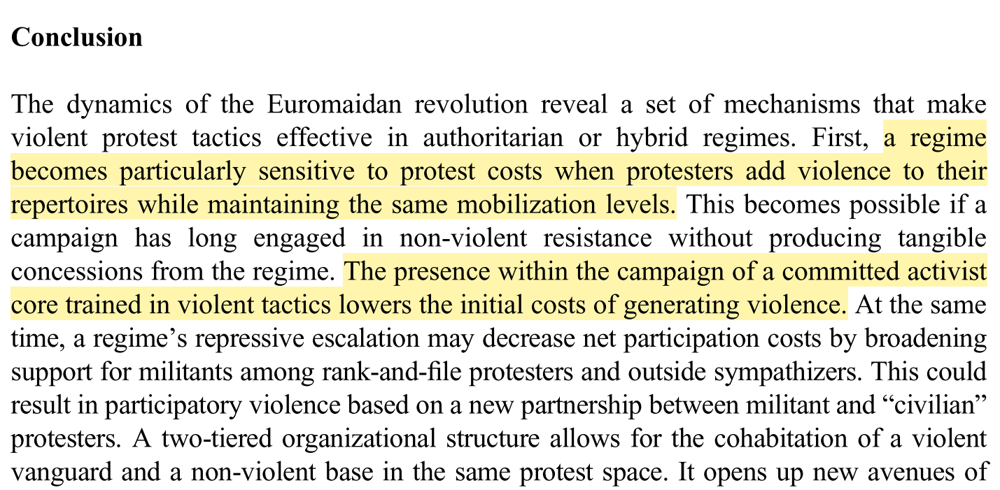 Conclusion
The dynamics of the Euromaidan revolution reveal a set of mechanisms that make
violent protest tactics effective in authoritarian or hybrid regimes. First, a regime
becomes particularly sensitive to protest costs when protesters add violence to their
repertoires while maintaining the same mobilization levels. This becomes possible if a
campaign has long engaged in non-violent resistance without producing tangible
concessions from the regime. The presence within the campaign of a committed activist
core trained in violent tactics lowers the initial costs of generating violence. At the same
time, a regime’s repressive escalation may decrease net participation costs by broadening
support for militants among rank-and-file protesters and outside sympathizers. This could
result in participatory violence based on a new partnership between militant and “civilian”
protesters. A two-tiered organizational structure allows for the cohabitation of a violent
vanguard and a non-violent base in the same protest space. It opens up new avenues of